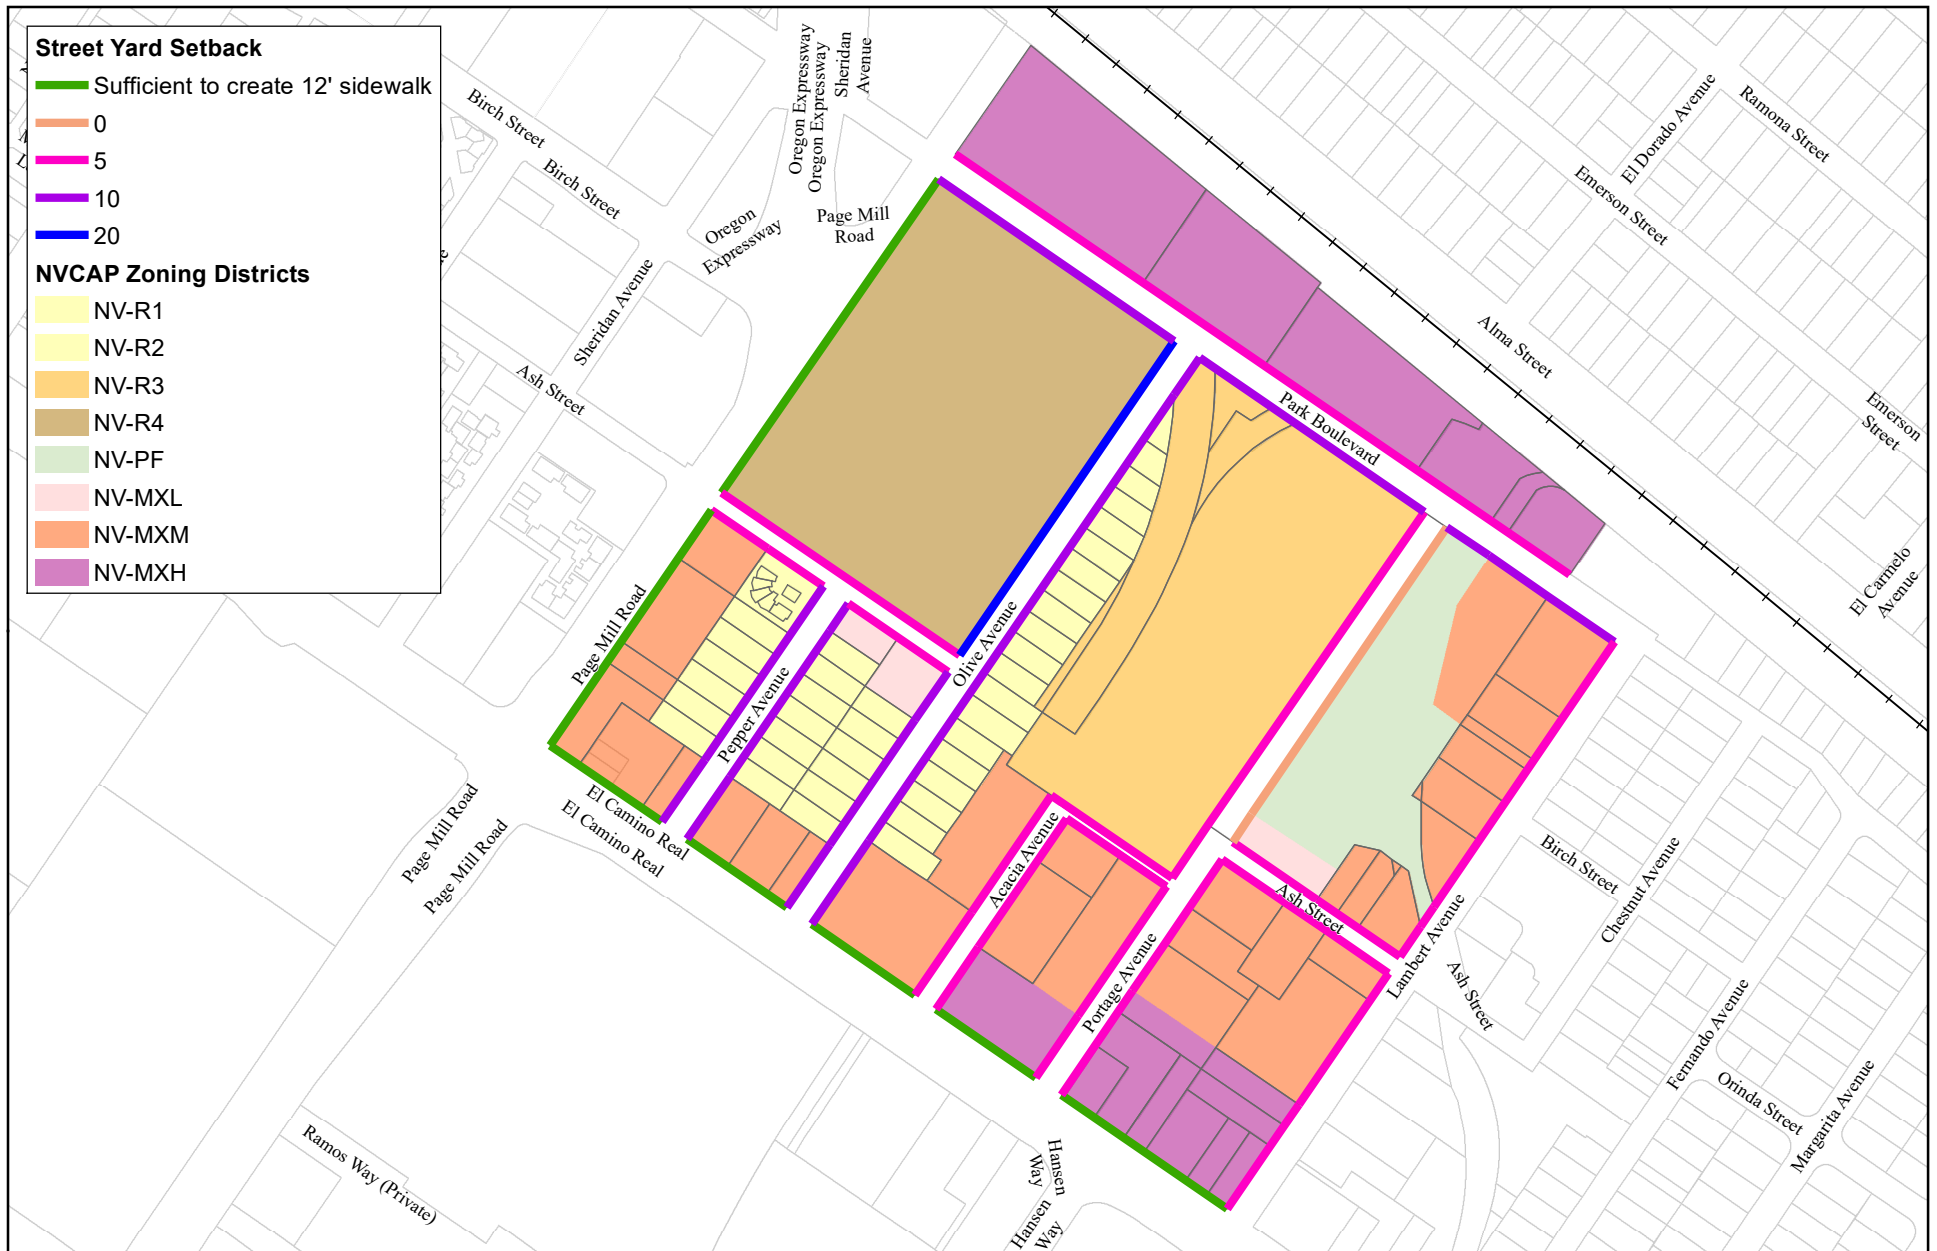 Street Yard Setback
Sufficient to create 12' sidewalk
0
5
10
20
NVCAP Zoning Districts
NV-R1
NV-R2
NV-R3
NV-R4
NV-PF
NV-MXL
NV-MXM
NV-MXH
Birch Street
Birch Street
Oregon Expressway
Oregon Expressway
Sheridan
Avenue
Oregon
Expressway
Page Mill
Road
Sheridan Avenue
Ash Street
El Dorado Avenue
Ramona Street
Emerson Street
Alma Street
Emerson
Street
El Carmelo
Avenue
Park Boulevard
Page Mill Road
Pepper Avenue
Olive Avenue
El Camino Real
El Camino Real
Page Mill Road
Page Mill Road
Acacia Avenue
Portage Avenue
Ash Street
Lambert Avenue
Ash Street
Birch Street
Chestnut Avenue
Fernando Avenue
Orinda Street
Margarita Avenue
Ramos Way (Private)
Hansen
Way
Hansen
Way